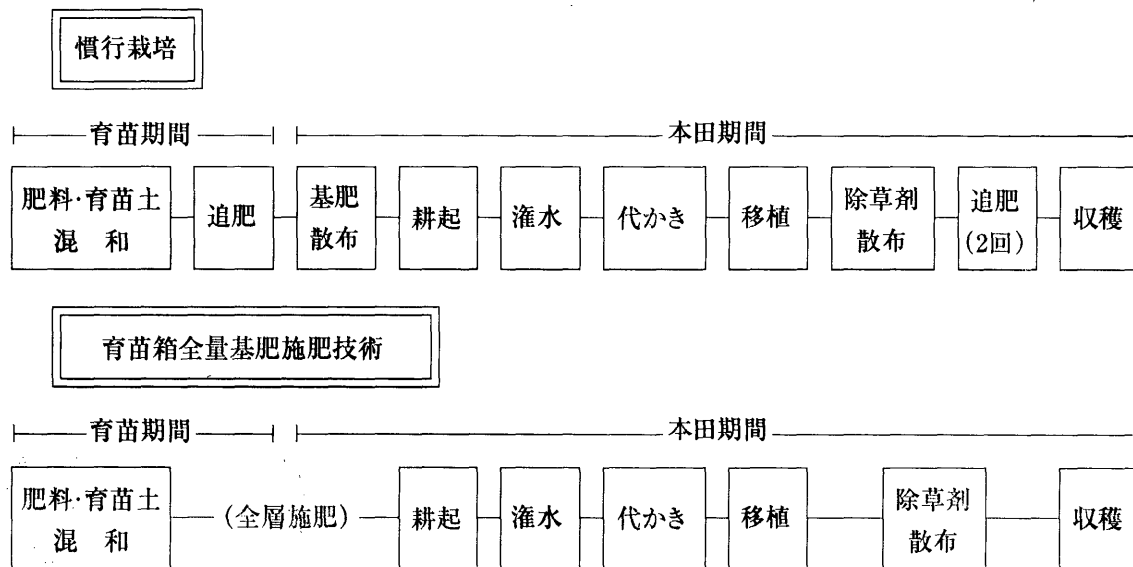 慣行栽培
育苗期間 本田期間
肥料·育苗土
混 和
追肥
基肥
散布
耕起
潅水
代かき
移植
除草剤
散布
追肥
(2回)
収穫
育苗箱全量基肥施肥技術
育苗期間 本田期間
肥料·育苗土
混 和
(全層施肥)
耕起
潅水
代かき
移植
除草剤
散布
収穫